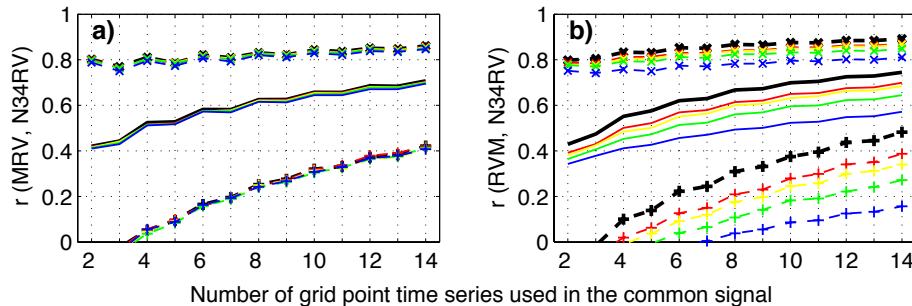 a)
r (MRV, N34RV)
1
0.8
0.6
0.4
0.2
0
2 4 6 8 10 12 14
b)
r (RVM, N34RV)
1
0.8
0.6
0.4
0.2
0
2 4 6 8 10 12 14
Number of grid point time series used in the common signal